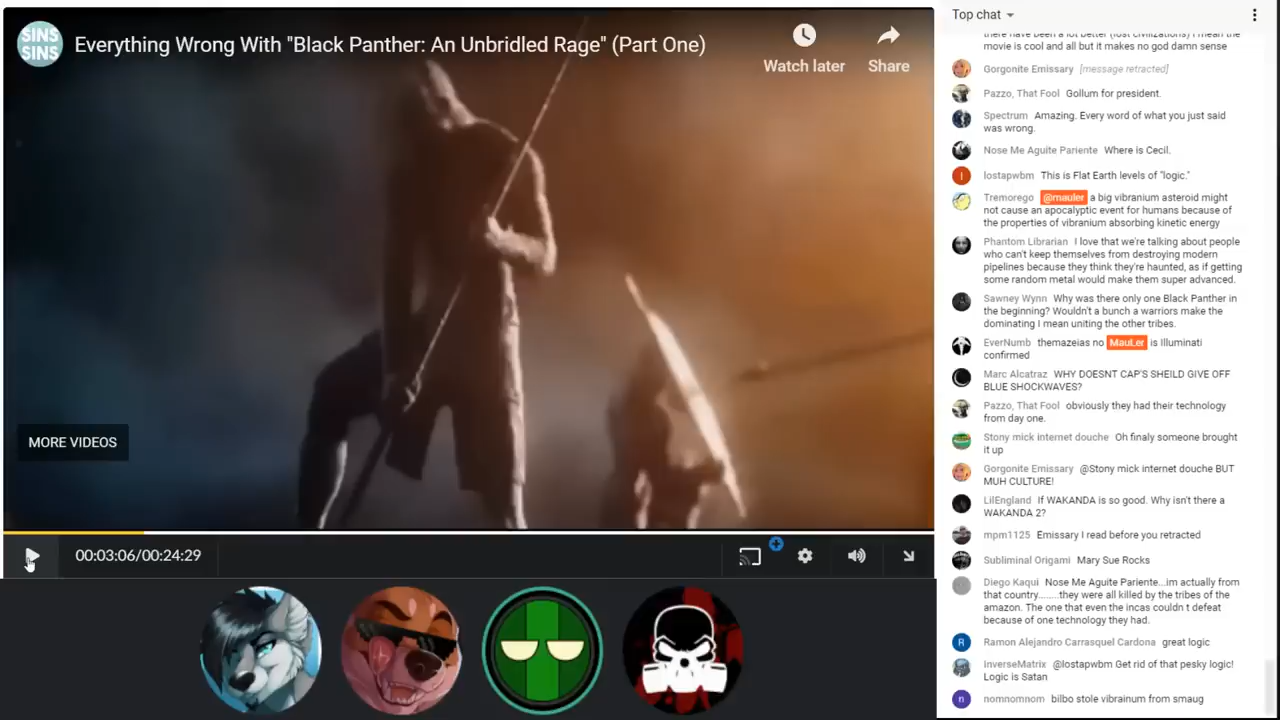 SINS
SINS
Everything Wrong With "Black Panther: An Unbridled Rage" (Part One)
Watch later
Share
MORE VIDEOS
00:03:06/00:24:29
Top chat
there have been a lot better (lost civilizations) I mean the
movie is cool and all but it makes no god damn sense
Gorgonite Emissary [message retracted]
Pazzo, That Fool Gollum for president.
Spectrum Amazing. Every word of what you just said
was wrong.
Nose Me Aguite Pariente Where is Cecil.
I
lostapwbm This is Flat Earth levels of "logic."
Tremorego @mauler a big vibranium asteroid might
not cause an apocalyptic event for humans because of
the properties of vibranium absorbing kinetic energy
Phantom Librarian I love that we're talking about people
who can't keep themselves from destroying modern
pipelines because they think they're haunted, as if getting
some random metal would make them super advanced.
Sawney Wynn Why was there only one Black Panther in
the beginning? Wouldn't a bunch a warriors make the
dominating I mean uniting the other tribes.
EverNumb themazeias no MauLer is Illuminati
confirmed
Marc Alcatraz WHY DOESNT CAP'S SHEILD GIVE OFF
BLUE SHOCKWAVES?
Pazzo, That Fool obviously they had their technology
from day one.
Stony mick internet douche Oh finaly someone brought
it up
Gorgonite Emissary @Stony mick internet douche BUT
MUH CULTURE!
LilEngland If WAKANDA is so good. Why isn't there a
WAKANDA 2?
mpm1125 Emissary I read before you retracted
Subliminal Origami Mary Sue Rocks
Diego Kaqui Nose Me Aguite Pariente...im actually from
that country........they were all killed by the tribes of the
amazon. The one that even the incas couldn t defeat
because of one technology they had.
R
Ramon Alejandro Carrasquel Cardona great logic
InverseMatrix @lostapwbm Get rid of that pesky logic!
Logic is Satan
n
nomnomnom bilbo stole vibrainum from smaug